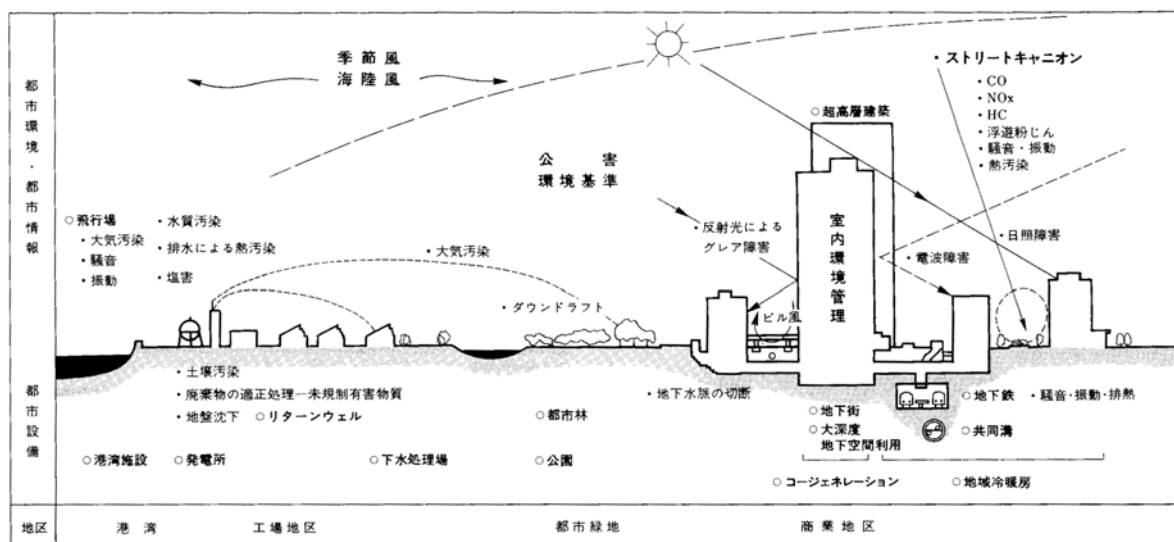 都市環境・都市情報
季節風
海陸風
・ストリートキャニオン
・CO
・NOx
・HC
・浮遊粉じん
・騒音・振動
・熱汚染
○超高層建築
公害
環境基準
○飛行場
・大気汚染
・騒音
・振動
・水質汚染
・排水による熱汚染
・塩害
・大気汚染
・ダウンドラフト
・反射光による
グレア障害
室内環境管理
ビル風
・電波障害
・日照障害
都市設備
・土壌汚染
・廃棄物の適正処理―未規制有害物質
・地盤沈下
○リターンウェル
○港湾施設
○発電所
○下水処理場
○都市林
○公園
・地下水脈の切断
○地下街
○大深度
地下空間利用
○地下鉄
・騒音・振動・排熱
○共同溝
○コージェネレーション
○地域冷暖房
地区
港湾
工場地区
都市緑地
商業地区